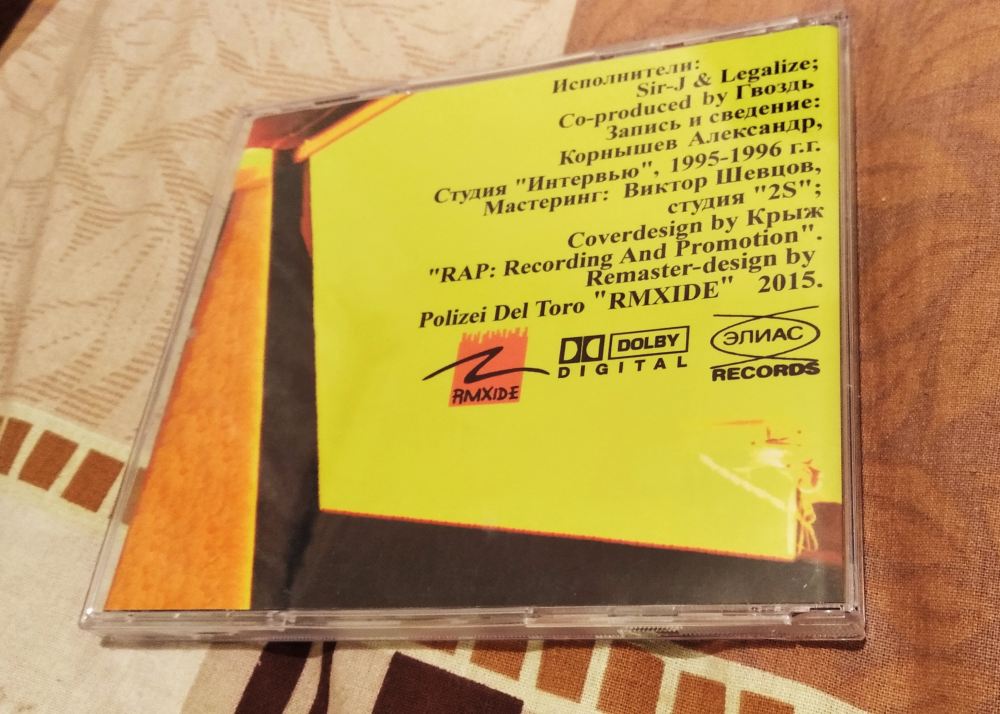 Исполнители:
Sir-J & Legalize;
Co-produced by Гвоздь
Запись и сведение:
Корнышев Александр,
Студия "Интервью", 1995-1996 г.г.
Мастеринг: Виктор Шевцов,
студия "2S";
Coverdesign by Крыж
"RAP: Recording And Promotion".
Remaster-design by
Polizei Del Toro "RMXIDE" 2015.
RMXIDE
DOLBY
DIGITAL
ЭЛИАС
RECORDS